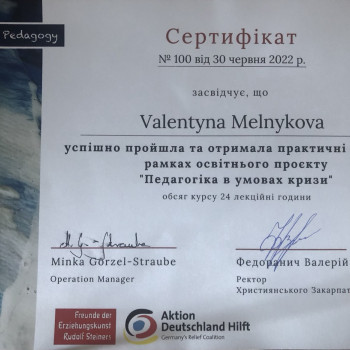 Pedagogy
Сертифікат
№ 100 від 30 червня 2022 р.
засвідчує, що
Valentyna Melnykova
успішно пройшла та отримала практичні
рамках освітнього проєкту
"Педагогіка в умовах кризи"
обсяг курсу 24 лекційні години
Minka Görzel-Straube
Operation Manager
Федоранич Валерій
Ректор
Християнського Закарпат
Freunde der
Erziehungskunst
Rudolf Steiners
Aktion
Deutschland Hilft
Germany's Relief Coalition